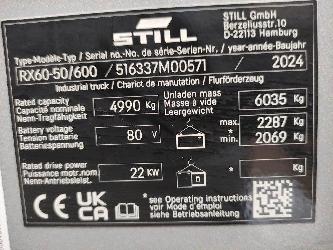 STILL
STILL GmbH
Berzeliusstr.10
D-22113 Hamburg
Type-Modèle-Typ / Serial no.-No. de série-Serien-Nr. / year-année-Baujahr
RX60-50/600 / 516337M00571 / 2024
Industrial truck / Chariot de manutention / Flurförderzeug
Rated capacity
Capacité nominale
Nenn-Tragfähigkeit
4990 Kg
Unladen mass
Masse à vide
Leergewicht
6035 Kg
Battery voltage
Tension batterie
Batteriespannung
80 V
max. 2287 Kg
* min. * 2069 Kg
Rated drive power
Puissance motr.nom
Nenn-Antriebsleist.
22 KW
Kg
CE UKCA
* see Operating instructions
voir Mode d'emploi
siehe Betriebsanleitung